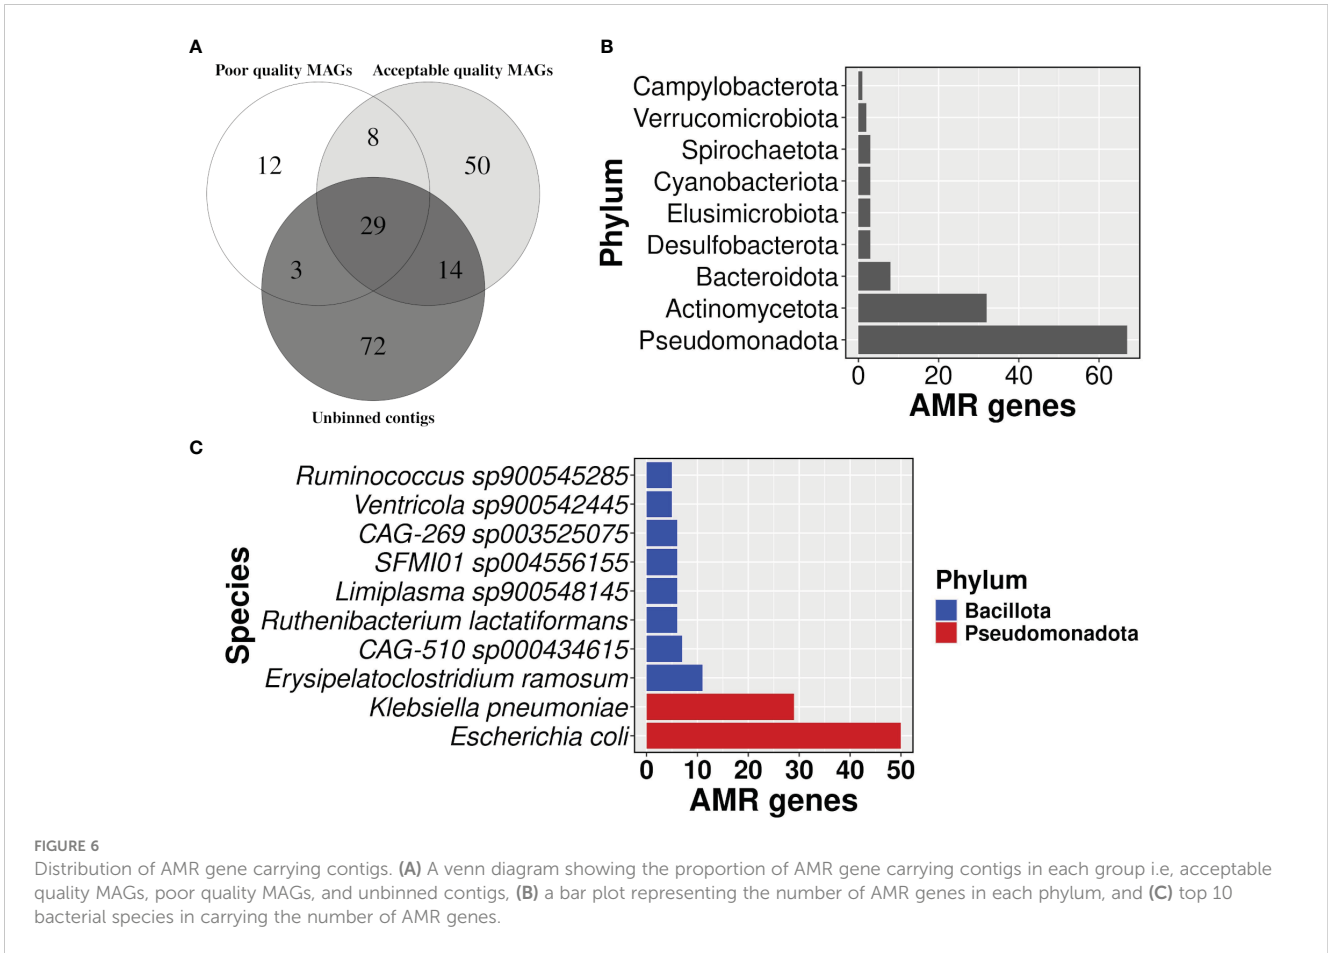 A
Poor quality MAGs
Acceptable quality MAGs
12
8
50
29
3
14
72
Unbinned contigs
B
Phylum
Campylobacterota
Verrucomicrobiota
Spirochaetota
Cyanobacteriota
Elusimicrobiota
Desulfobacterota
Bacteroidota
Actinomycetota
Pseudomonadota
0 20 40 60
AMR genes
C
Species
Ruminococcus sp900545285
Ventricola sp900542445
CAG-269 sp003525075
SFMI01 sp004556155
Limiplasma sp900548145
Ruthenibacterium lactatiformans
CAG-510 sp000434615
Erysipelatoclostridium ramosum
Klebsiella pneumoniae
Escherichia coli
0 10 20 30 40 50
AMR genes
Phylum
Bacillota
Pseudomonadota
FIGURE 6
Distribution of AMR gene carrying contigs. (A) A venn diagram showing the proportion of AMR gene carrying contigs in each group i.e, acceptable
quality MAGs, poor quality MAGs, and unbinned contigs, (B) a bar plot representing the number of AMR genes in each phylum, and (C) top 10
bacterial species in carrying the number of AMR genes.